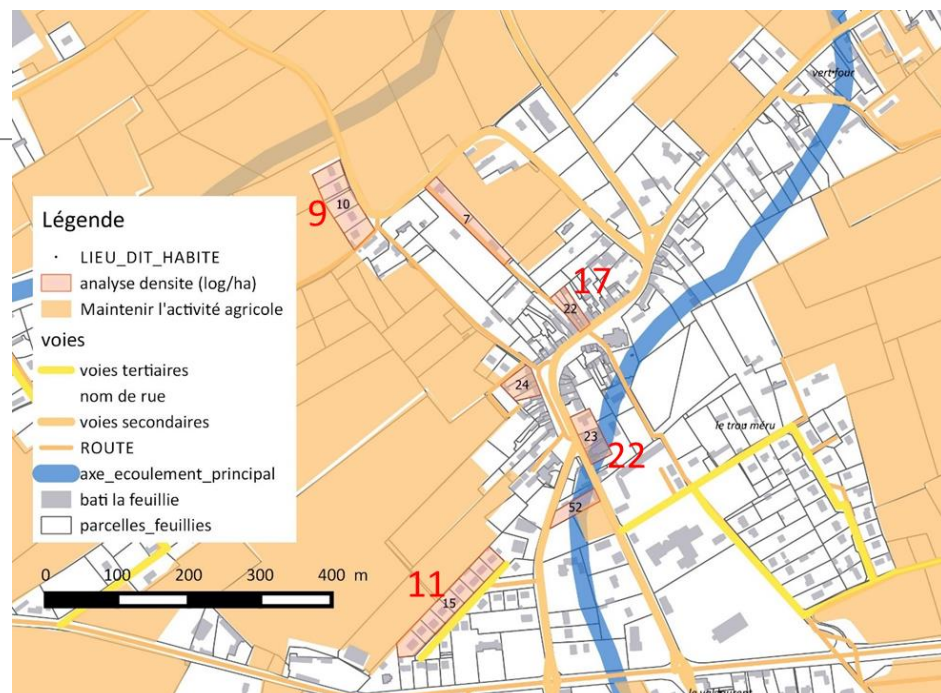 vert four
9
10
7
Légende
LIEU_DIT_HABITE
analyse densite (log/ha)
Maintenir l'activité agricole
voies
voies tertiaires
nom de rue
voies secondaires
ROUTE
axe_ecoulement_principal
bati la feuillie
parcelles_feuillies
0 100 200 300 400 m
17
22
24
23
22
le trou méru
52
11
15